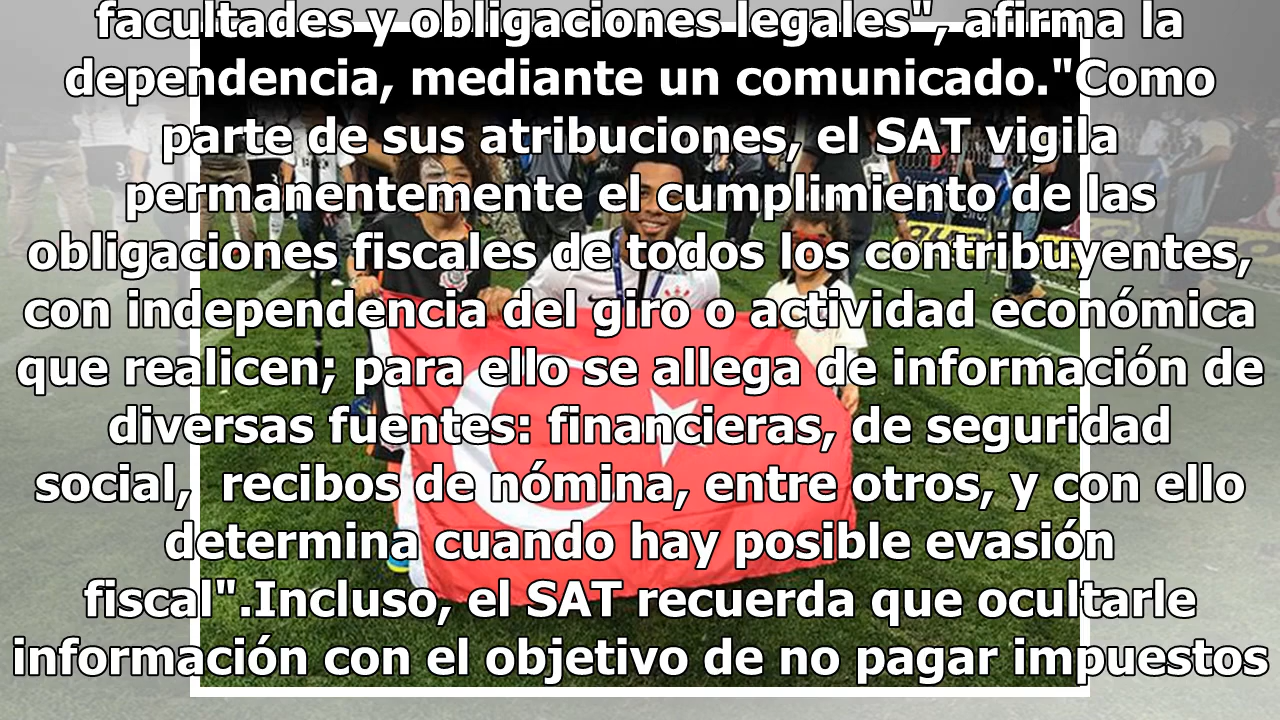 facultades y obligaciones legales", afirma la
dependencia, mediante un comunicado."Como
parte de sus atribuciones, el SAT vigila
permanentemente el cumplimiento de las
obligaciones fiscales de todos los contribuyentes,
con independencia del giro o actividad económica
que realicen; para ello se allega de información de
diversas fuentes: financieras, de seguridad
social,  recibos de nómina, entre otros, y con ello
determina cuando hay posible evasión
fiscal".Incluso, el SAT recuerda que ocultarle
información con el objetivo de no pagar impuestos